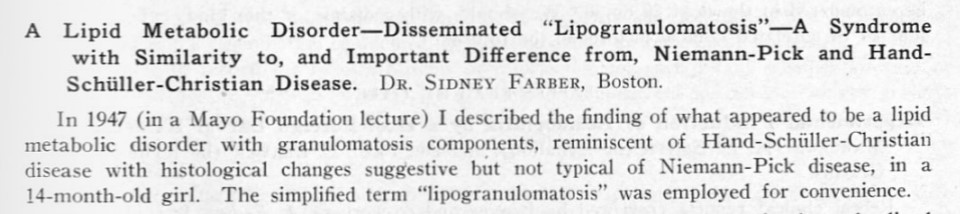 A Lipid Metabolic Disorder—Disseminated “Lipogranulomatosis”—A Syndrome
with Similarity to, and Important Difference from, Niemann-Pick and Hand-
Schüller-Christian Disease. DR. SIDNEY FARBER, Boston.
In 1947 (in a Mayo Foundation lecture) I described the finding of what appeared to be a lipid
metabolic disorder with granulomatosis components, reminiscent of Hand-Schüller-Christian
disease with histological changes suggestive but not typical of Niemann-Pick disease, in a
14-month-old girl. The simplified term “lipogranulomatosis” was employed for convenience.